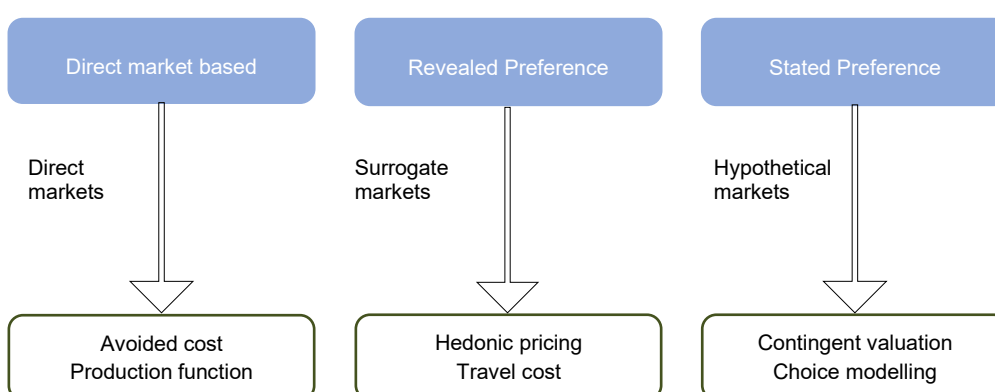 Direct market based
Revealed Preference
Stated Preference
Direct
markets
Surrogate
markets
Hypothetical
markets
Avoided cost
Production function
Hedonic pricing
Travel cost
Contingent valuation
Choice modelling